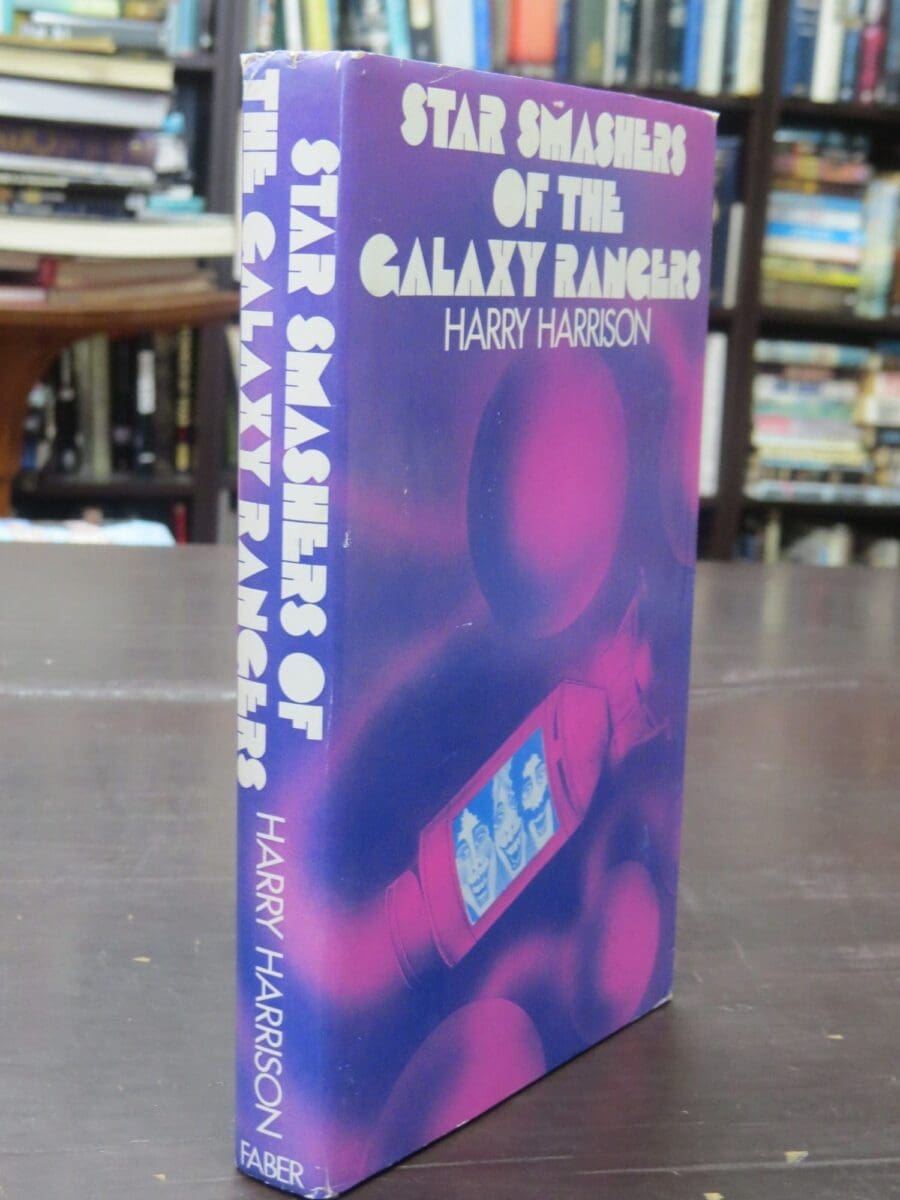 STAR SMASHERS
OF THE
GALAXY RANGERS
HARRY HARRISON
STAR SMASHERS OF
THE GALAXY RANGERS
HARRY HARRISON
FABER